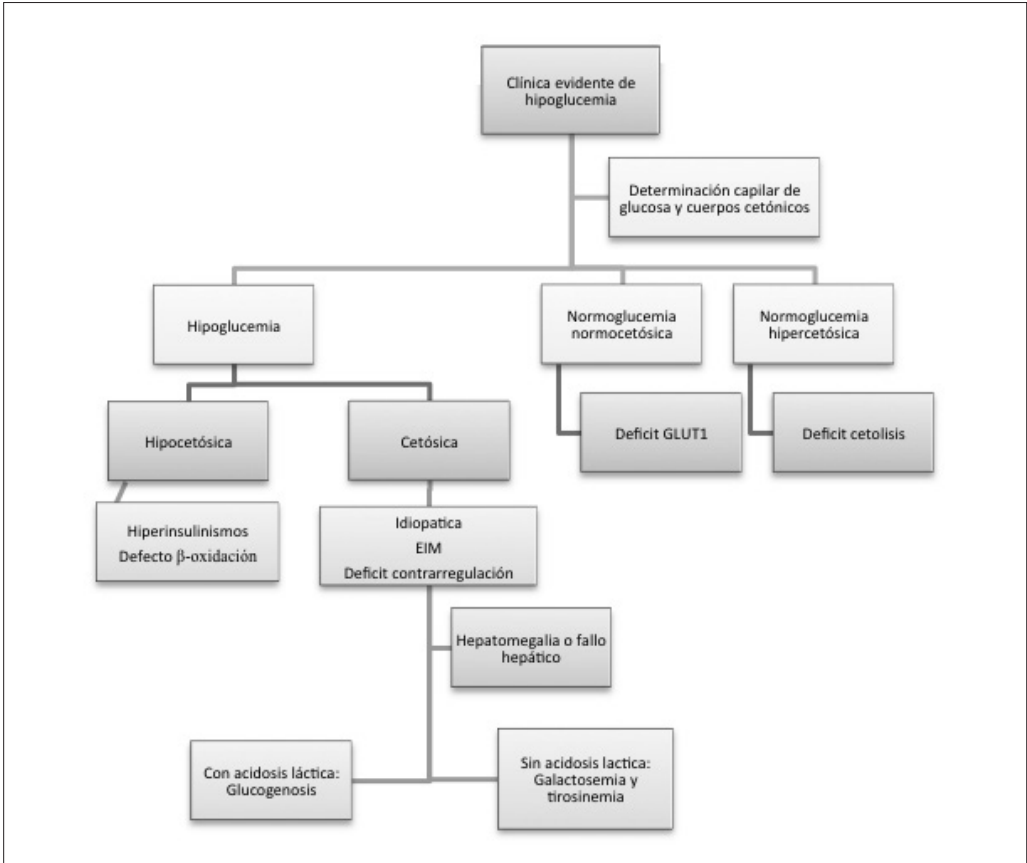 Clínica evidente de
hipoglucemia
Determinación capilar de
glucosa y cuerpos cetónicos
Hipoglucemia
Normoglucemia
normocetósica
Normoglucemia
hipercetósica
Hipocetósica
Cetósica
Deficit GLUT1
Deficit cetolisis
Hiperinsulinismos
Defecto β-oxidación
Idiopatica
EIM
Deficit contrarregulación
Hepatomegalia o fallo
hepático
Con acidosis láctica:
Glucogenosis
Sin acidosis lactica:
Galactosemia y
tirosinemia